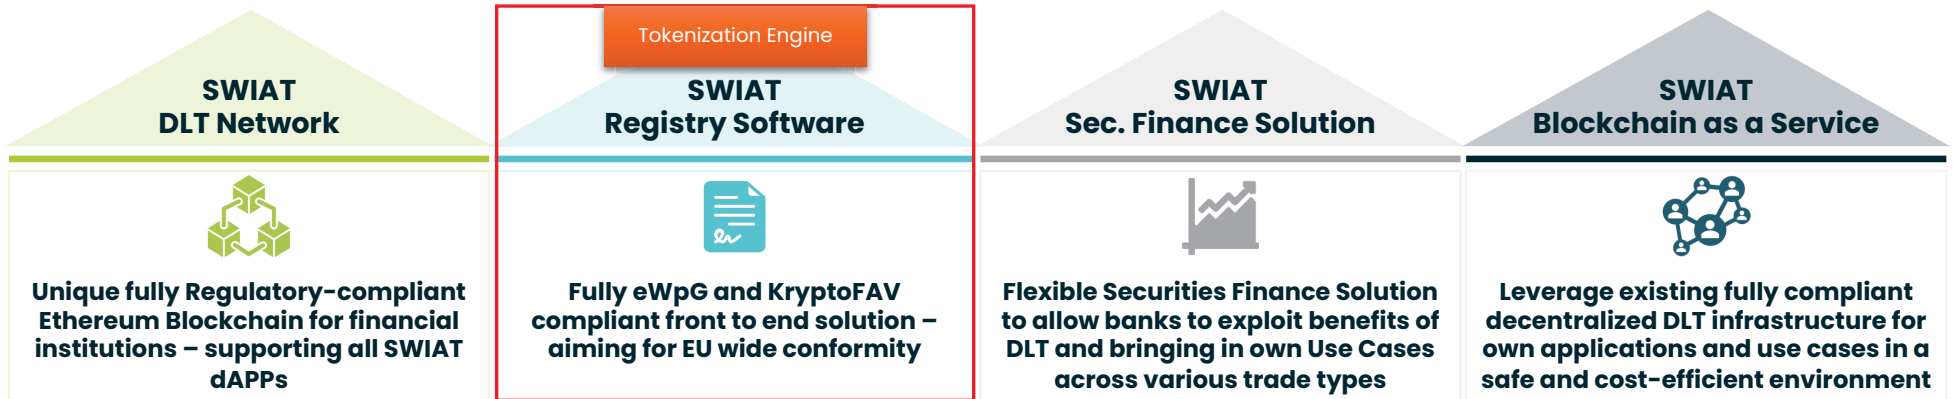 SWIAT
DLT Network
Unique fully Regulatory-compliant
Ethereum Blockchain for financial
institutions – supporting all SWIAT
dAPPs
Tokenization Engine
SWIAT
Registry Software
Fully eWpG and KryptoFAV
compliant front to end solution –
aiming for EU wide conformity
SWIAT
Sec. Finance Solution
Flexible Securities Finance Solution
to allow banks to exploit benefits of
DLT and bringing in own Use Cases
across various trade types
SWIAT
Blockchain as a Service
Leverage existing fully compliant
decentralized DLT infrastructure for
own applications and use cases in a
safe and cost-efficient environment